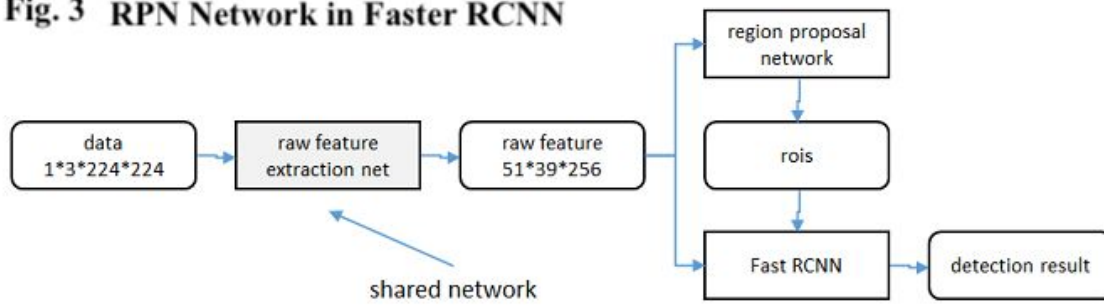 Fig. 3 RPN Network in Faster RCNN
region proposal
network
data
1*3*224*224
raw feature
extraction net
raw feature
51*39*256
rois
Fast RCNN
detection result
shared network